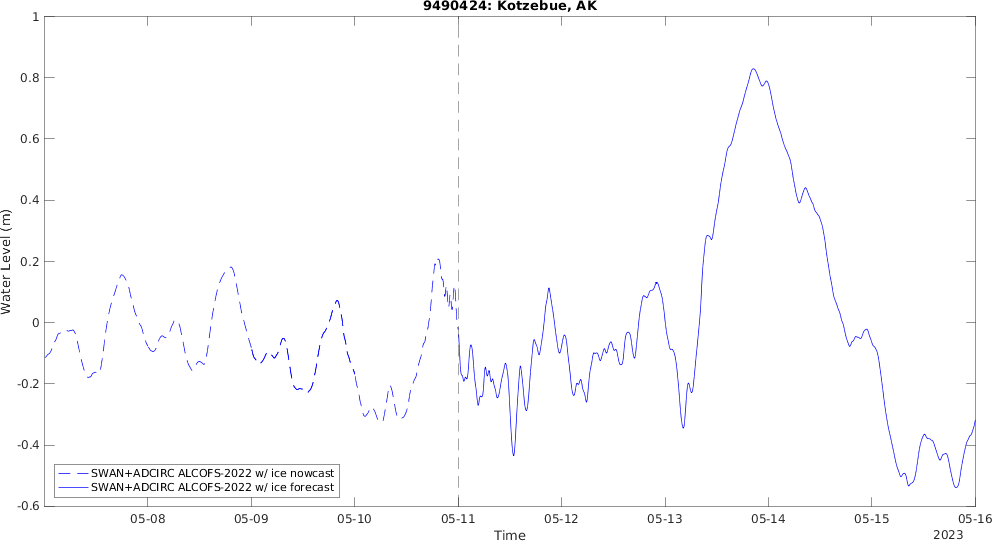 9490424: Kotzebue, AK
1
0.8
0.6
0.4
0.2
0
-0.2
-0.4
-0.6
Water Level (m)
SWAN+ADCIRC ALCOFS-2022 w/ ice nowcast
SWAN+ADCIRC ALCOFS-2022 w/ ice forecast
05-08 05-09 05-10 05-11 05-12 05-13 05-14 05-15 05-16
Time
2023